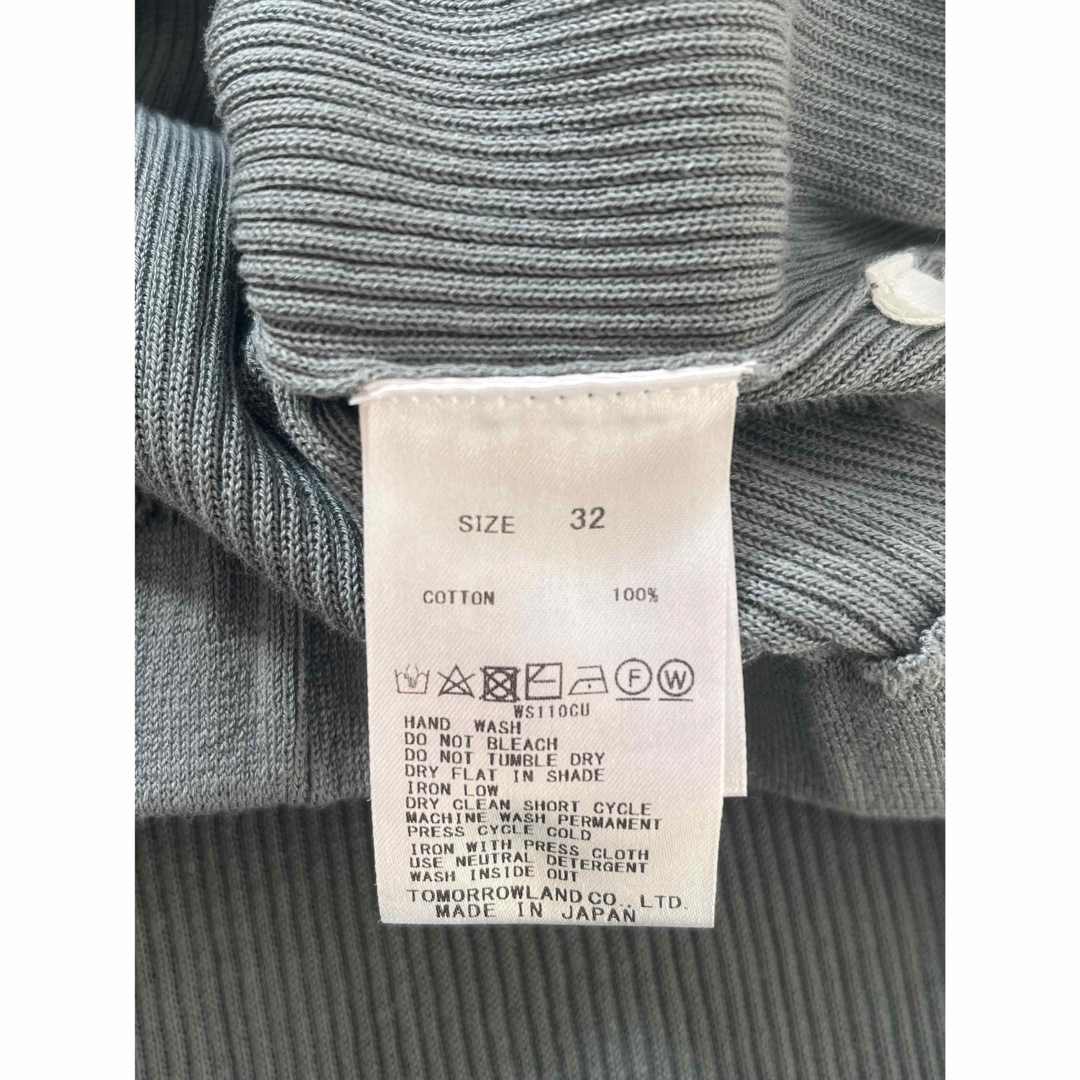 SIZE 32
COTTON 100%
F W
WS110CU
HAND WASH
DO NOT BLEACH
DO NOT TUMBLE DRY
DRY FLAT IN SHADE
IRON LOW
DRY CLEAN SHORT CYCLE
MACHINE WASH PERMANENT
PRESS CYCLE COLD
IRON WITH PRESS CLOTH
USE NEUTRAL DETERGENT
WASH INSIDE OUT
TOMORROWLAND CO., LTD.
MADE IN JAPAN